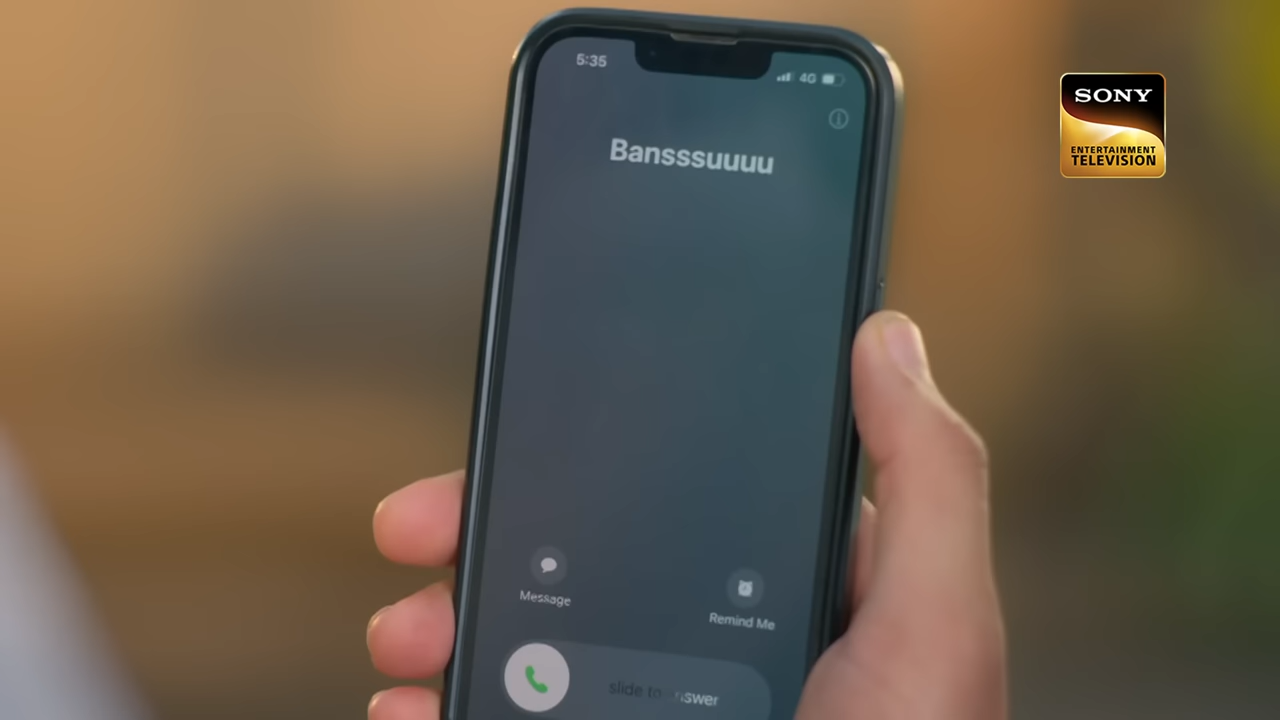 5:35
4G
SONY
ENTERTAINMENT
TELEVISION
Bansssuuuu
Message
Remind Me
slide to answer